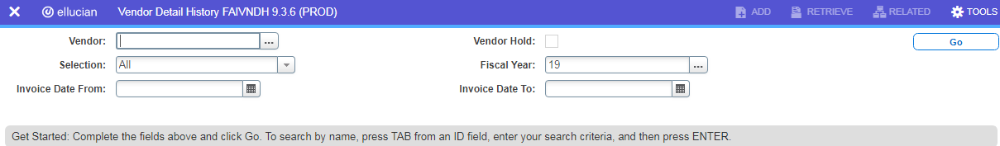 ellucian Vendor Detail History FAIVNDH 9.3.6 (PROD) ADD RETRIEVE RELATED TOOLS
Vendor: ... Vendor Hold: Go
Selection: All Fiscal Year: 19 ...
Invoice Date From: Invoice Date To:
Get Started: Complete the fields above and click Go. To search by name, press TAB from an ID field, enter your search criteria, and then press ENTER.